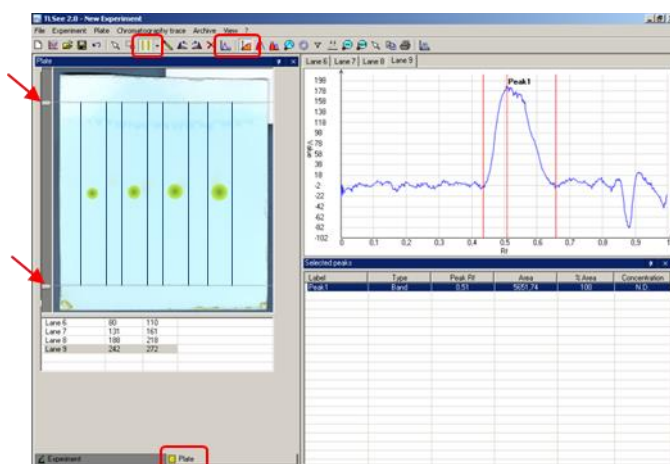 TLSee 2.0 - New Experiment
File Experiment Plate Chromatography trace Archive View ?
Plate
Lane 6 Lane 7 Lane 8 Lane 9
Peak1
198
178
158
138
118
98
78
58
38
18
-2
-22
-42
-62
-82
-102
Value
0 0,1 0,2 0,3 0,4 0,5 0,6 0,7 0,8 0,9 1
Rf
Selected peaks
Label Type Peak Rf Area % Area Concentration
Peak1 Band 0,51 5651,74 100 N.D.
Lane 6 80 110
Lane 7 131 161
Lane 8 188 218
Lane 9 242 272
Experiment Plate